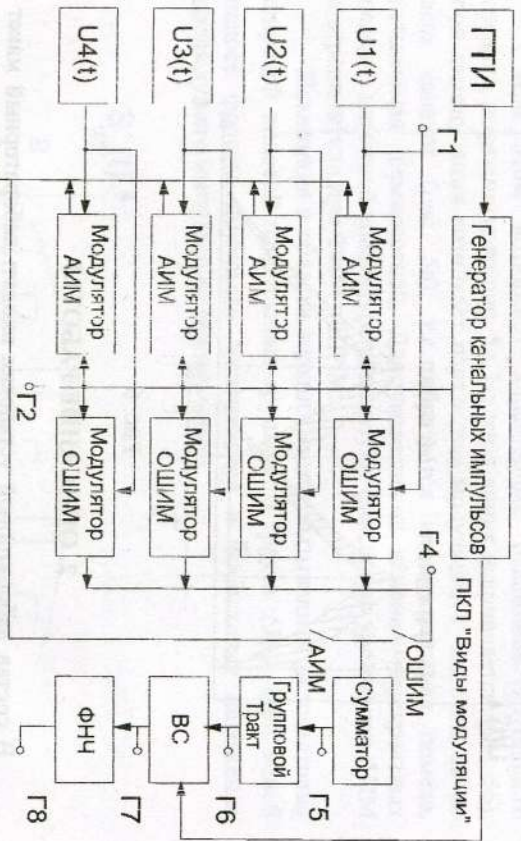 ГТИ
Генератор канальных импульсов
ПКП "Виды модуляции"
U1(t)
Г1
Модулятор
АИМ
Модулятор
ОШИМ
Г4
ОШИМ
АИМ
Сумматор
U2(t)
Модулятор
АИМ
Модулятор
ОШИМ
Групповой
Тракт
Г5
U3(t)
Модулятор
АИМ
Модулятор
ОШИМ
ВС
Г6
U4(t)
Модулятор
АИМ
Модулятор
ОШИМ
ФНЧ
Г7
Г2
Г8